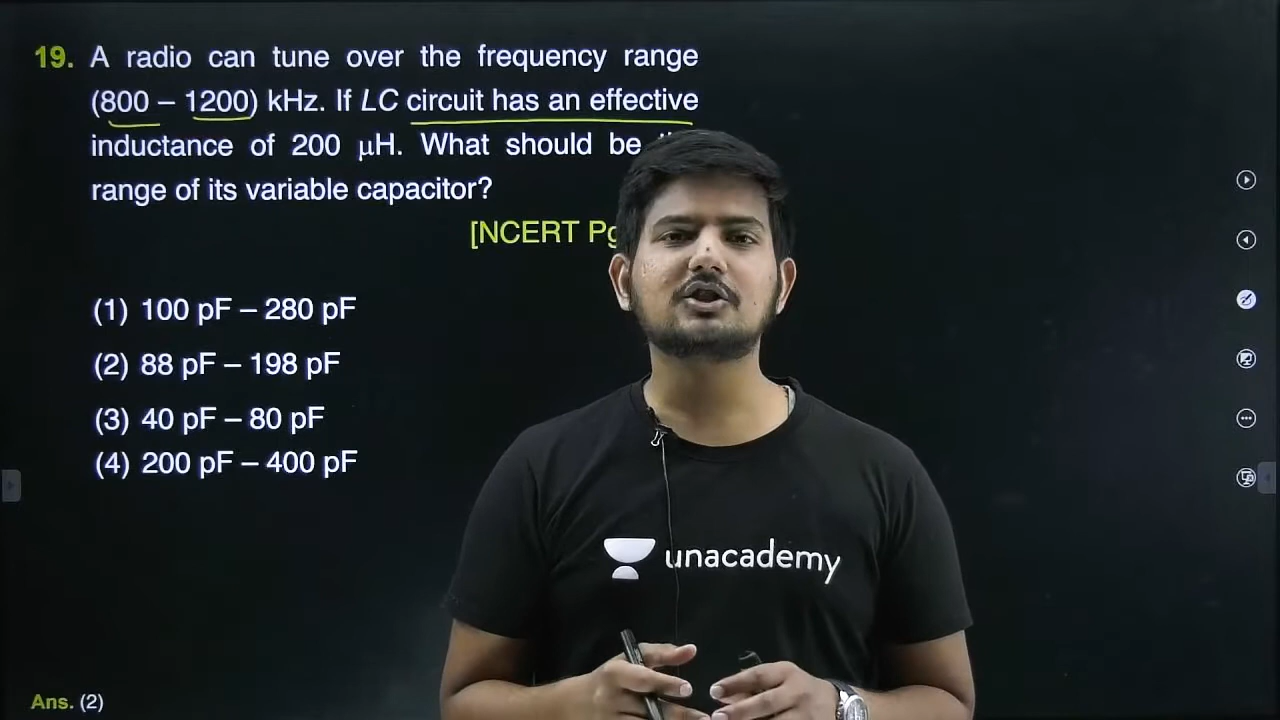 19. A radio can tune over the frequency range
(800 – 1200) kHz. If LC circuit has an effective
inductance of 200 μH. What should be
range of its variable capacitor?
[NCERT
(1) 100 pF – 280 pF
(2) 88 pF – 198 pF
(3) 40 pF – 80 pF
(4) 200 pF – 400 pF
unacademy
Ans. (2)